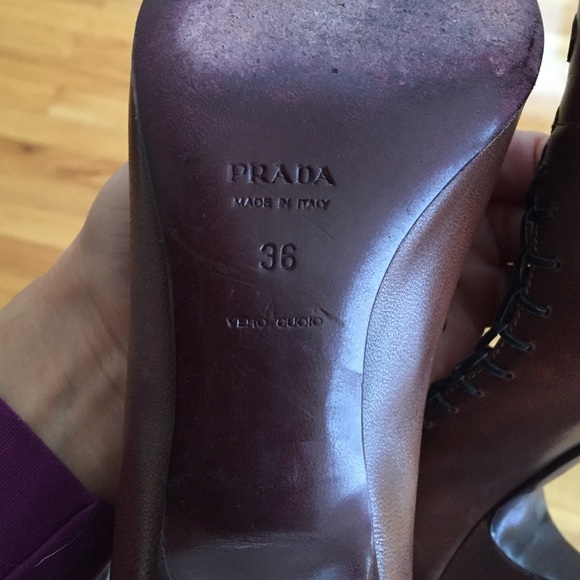 PRADA
MADE IN ITALY
36
VERO CUOIO